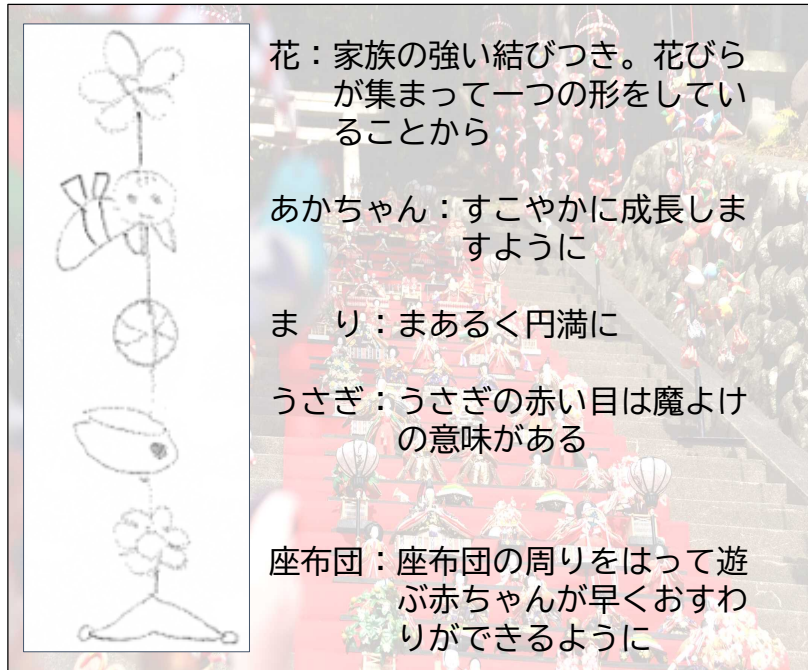 花：家族の強い結びつき。花びら
が集まって一つの形をしてい
ることから
あかちゃん：すこやかに成長しま
すように
ま　り：まあるく円満に
うさぎ：うさぎの赤い目は魔よけ
の意味がある
座布団：座布団の周りをはって遊
ぶ赤ちゃんが早くおすわ
りができるように